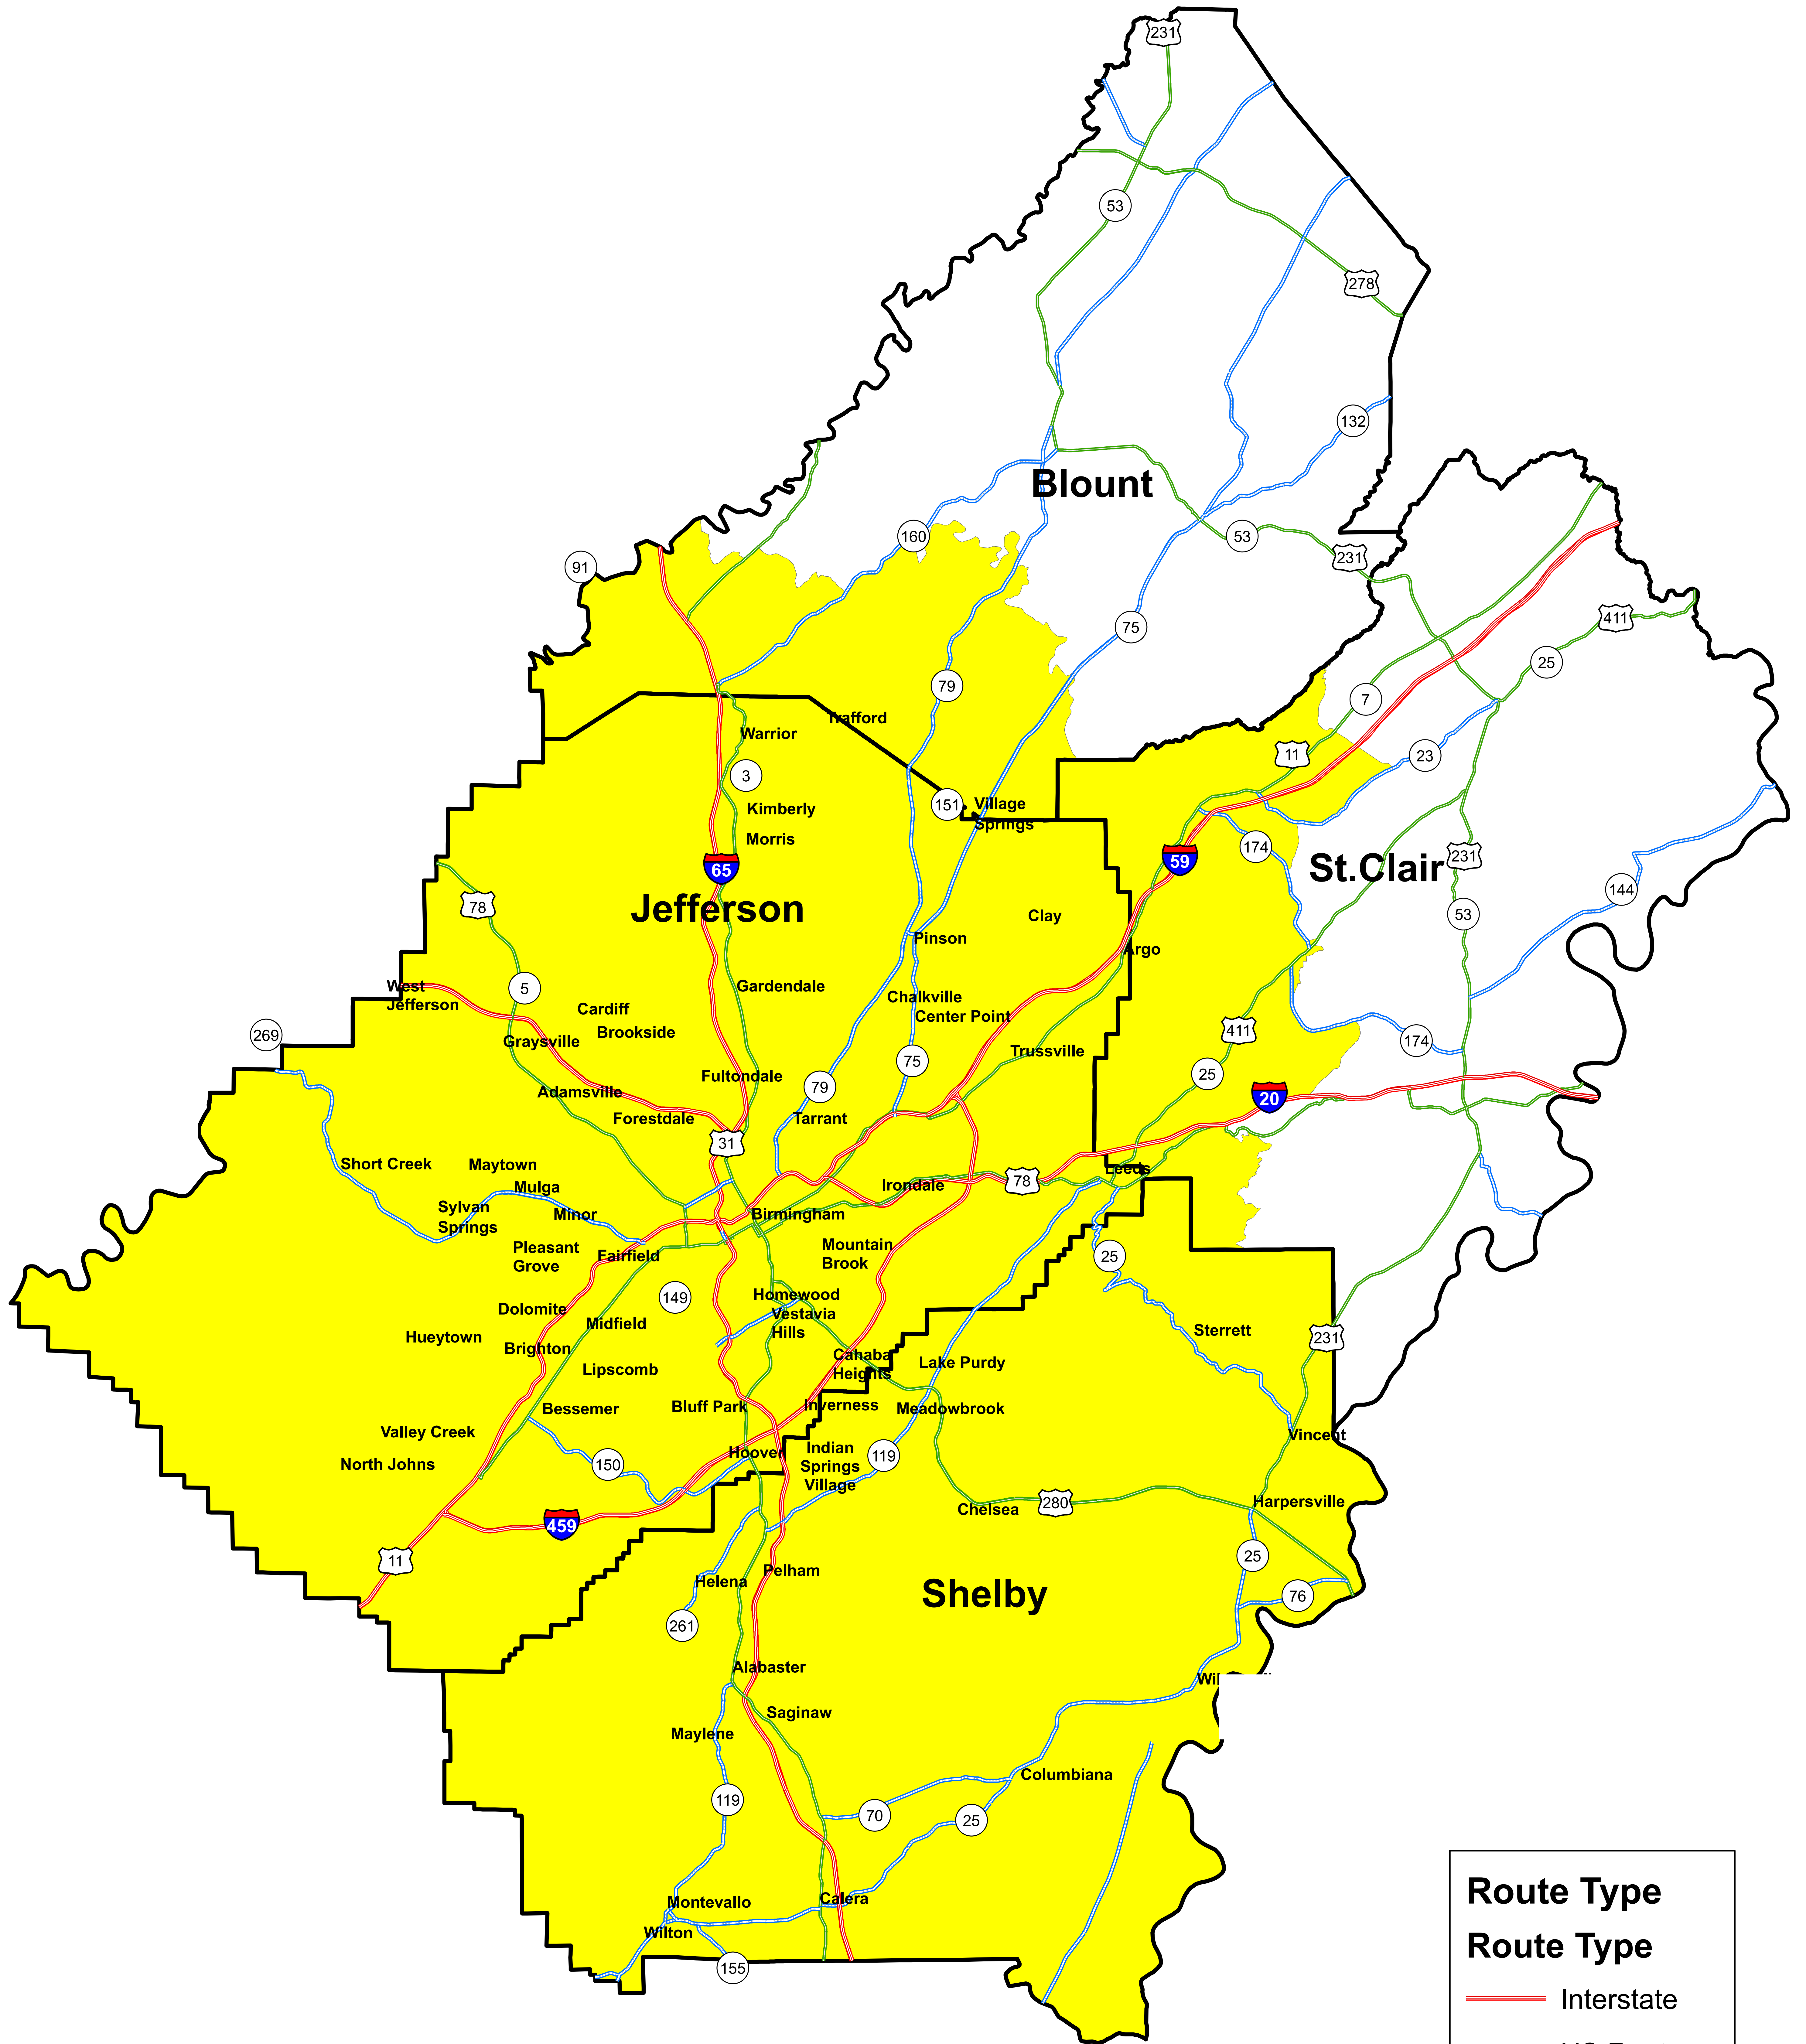 231
53
278
132
Blount
53
160
231
91
75
411
25
79
7
Trafford
Warrior
11
23
3
151
Village
Springs
Kimberly
Morris
174
59
231
65
St.Clair
144
78
Jefferson
53
Clay
Pinson
Argo
West
Jefferson
5
Gardendale
Chalkville
Cardiff
Center Point
Brookside
269
Graysville
411
174
Trussville
75
25
Fultondale
79
Adamsville
20
Forestdale
Tarrant
31
Short Creek
Maytown
Leeds
78
Mulga
Irondale
Sylvan
Springs
Minor
Birmingham
Pleasant
Grove
Fairfield
Mountain
Brook
25
149
Homewood
Dolomite
Vestavia
Hills
Midfield
Sterrett
231
Hueytown
Brighton
Cahaba
Heights
Lake Purdy
Lipscomb
Bessemer
Bluff Park
Inverness
Meadowbrook
Valley Creek
Vincent
Hoover
Indian
Springs
Village
119
North Johns
150
Chelsea
280
Harpersville
459
11
25
Pelham
Helena
Shelby
76
261
Alabaster
Saginaw
Maylene
Columbiana
119
70
25
Montevallo
Calera
Wilton
155
Route Type
Route Type
Interstate